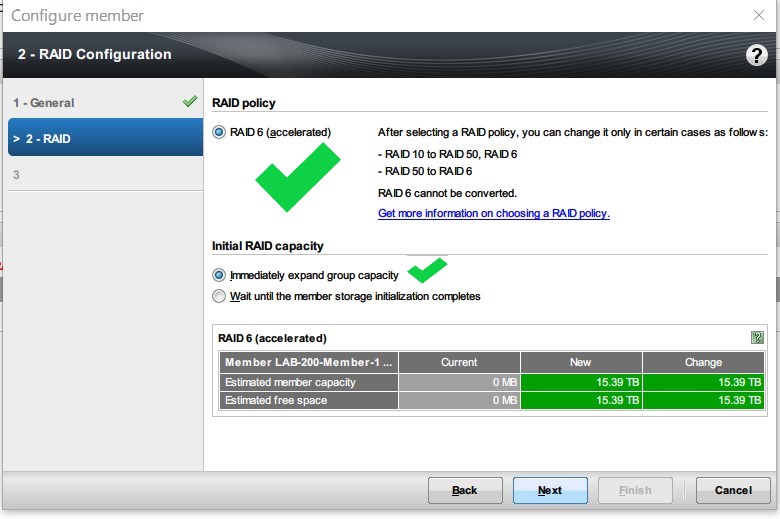 Configure member
2 - RAID Configuration
?
1 - General
> 2 - RAID
3
RAID policy
RAID 6 (accelerated)
After selecting a RAID policy, you can change it only in certain cases as follows:
- RAID 10 to RAID 50, RAID 6
- RAID 50 to RAID 6
RAID 6 cannot be converted.
Get more information on choosing a RAID policy.
Initial RAID capacity
Immediately expand group capacity
Wait until the member storage initialization completes
RAID 6 (accelerated)
?
Member LAB-200-Member-1 ... Current New Change
Estimated member capacity 0 MB 15.39 TB 15.39 TB
Estimated free space 0 MB 15.39 TB 15.39 TB
Back Next Finish Cancel